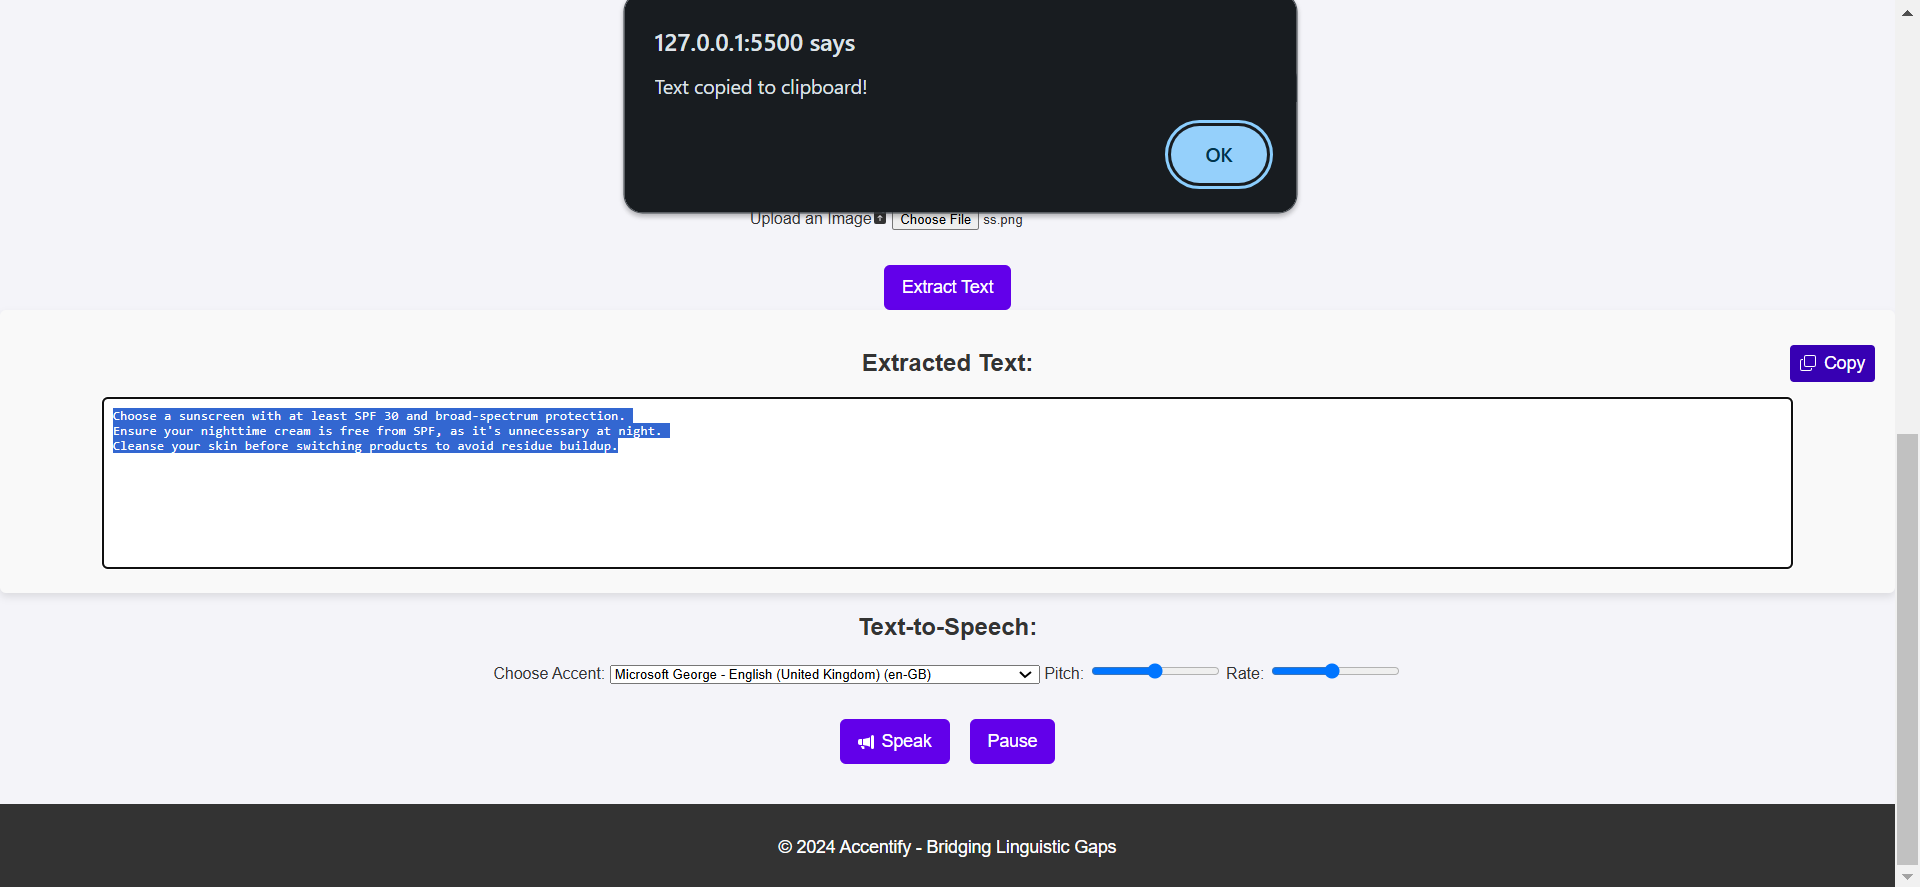 127.0.0.1:5500 says
Text copied to clipboard!
OK
Upload an Image Choose File ss.png
Extract Text
Extracted Text:
Copy
Choose a sunscreen with at least SPF 30 and broad-spectrum protection.
Ensure your nighttime cream is free from SPF, as it's unnecessary at night.
Cleanse your skin before switching products to avoid residue buildup.
Text-to-Speech:
Choose Accent: Microsoft George - English (United Kingdom) (en-GB) Pitch: Rate:
Speak Pause
© 2024 Accentify - Bridging Linguistic Gaps